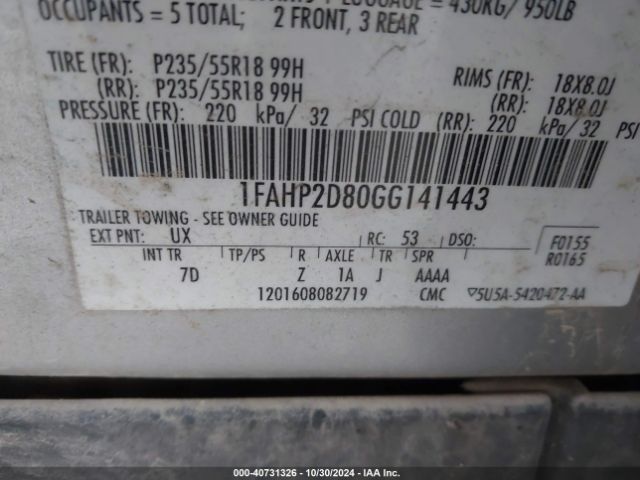 OCCUPANTS = 5 TOTAL; 2 FRONT, 3 REAR
= 430KG/ 950LB
TIRE (FR): P235/55R18 99H RIMS (FR): 18X8.0J
(RR): P235/55R18 99H (RR): 18X8.0J
PRESSURE (FR): 220 kPa/ 32 PSI COLD (RR): 220 kPa/ 32 PSI
1FAHP2D80GG141443
TRAILER TOWING - SEE OWNER GUIDE
EXT PNT: UX RC: 53 DSO: F0155
INT TR TP/PS R AXLE TR SPR R0165
7D Z 1A J AAAA
1201608082719 CMC ▽5U5A-5420472-AA
000-40731326 | 10/30/2024 | IAA Inc.